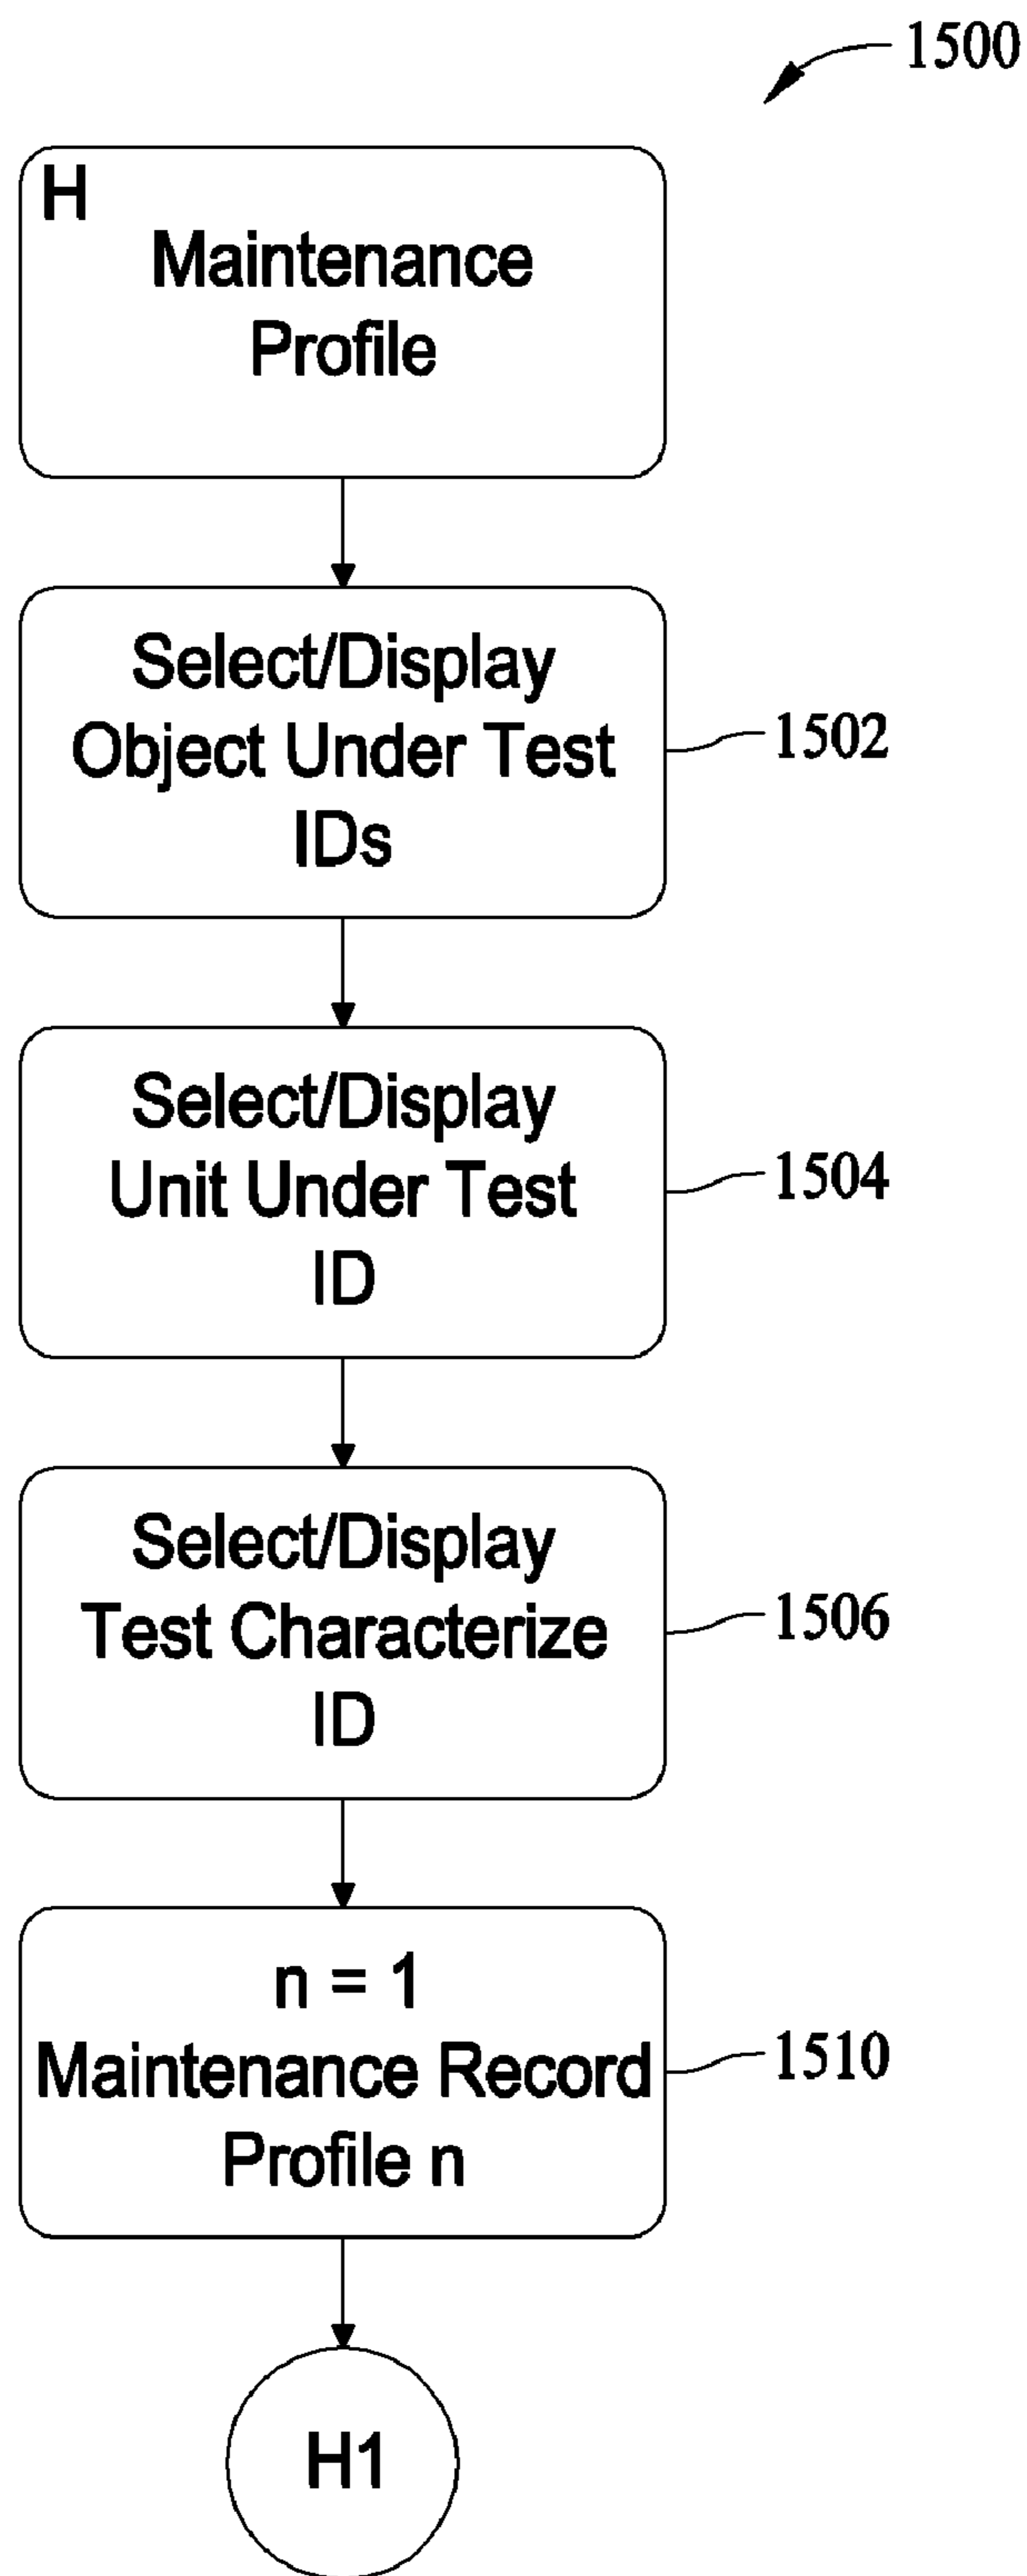 1500
H
Maintenance
Profile
Select/Display
Object Under Test
IDs
1502
Select/Display
Unit Under Test
ID
1504
Select/Display
Test Characterize
ID
1506
n = 1
Maintenance Record
Profile n
1510
H1